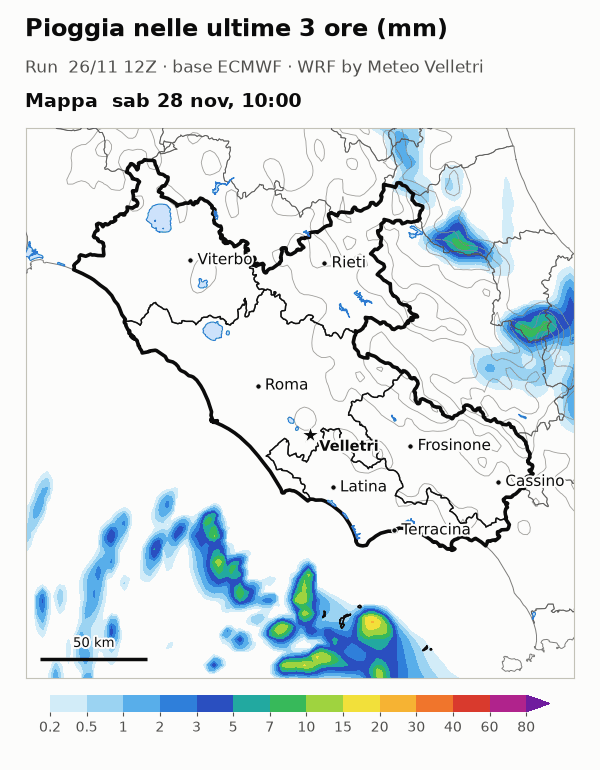 Pioggia nelle ultime 3 ore (mm)
Run  26/11 12Z · base ECMWF · WRF by Meteo Velletri
Mappa  sab 28 nov, 10:00
Viterbo
Rieti
Roma
Velletri
Frosinone
Latina
Cassino
Terracina
50 km
0.2 0.5 1 2 3 5 7 10 15 20 30 40 60 80